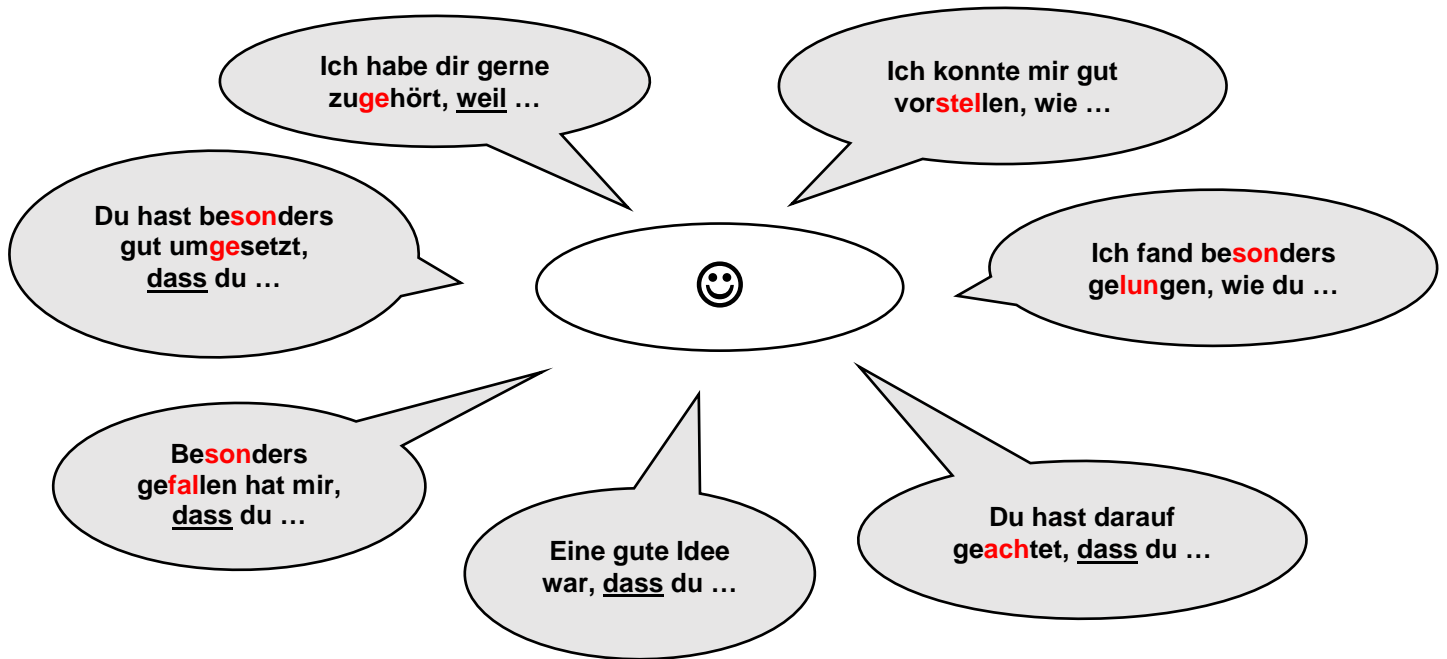 Ich habe dir gerne
zugehört, weil …
Ich konnte mir gut
vorstellen, wie …
Du hast besonders
gut umgesetzt,
dass du …
Ich fand besonders
gelungen, wie du …
Besonders
gefallen hat mir,
dass du …
Eine gute Idee
war, dass du …
Du hast darauf
geachtet, dass du …